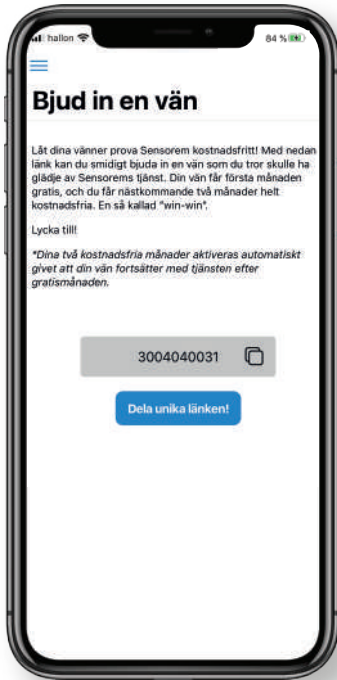 hallon 84 %
Bjud in en vän
Låt dina vänner prova Sensorem kostnadsfritt! Med nedan
länk kan du smidigt bjuda in en vän som du tror skulle ha
glädje av Sensorems tjänst. Din vän får första månaden
gratis, och du får nästkommande två månader helt
kostnadsfria. En så kallad "win-win".
Lycka till!
*Dina två kostnadsfria månader aktiveras automatiskt
givet att din vän fortsätter med tjänsten efter
gratismånaden.
3004040031
Dela unika länken!